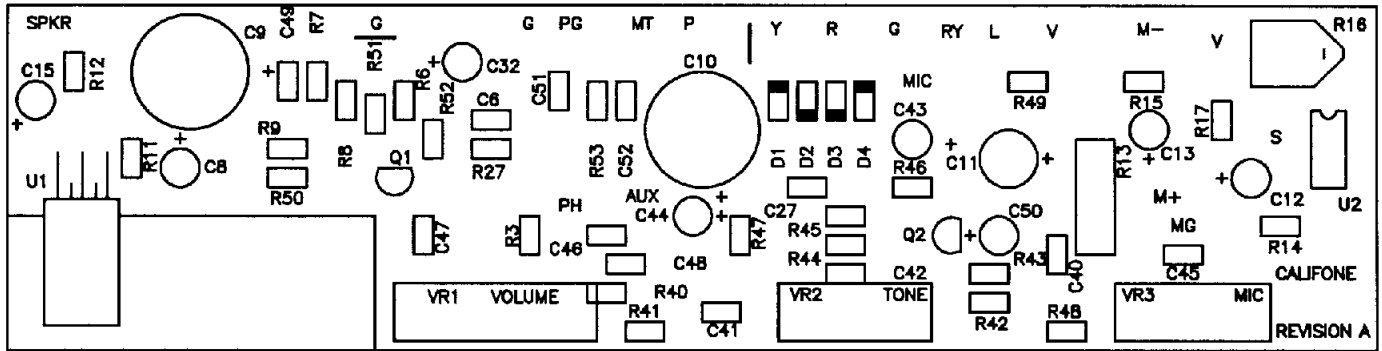 SPKR C9 C49 R7 G G PG MT P Y R G RY L V M- V R16
C15 R12 R51 R6 C32 C51 C10 MIC
R52 C6 C43 R49 R15 R17
R11 C8 R9 R8 Q1 R27 R53 C52 D1 D2 D3 D4 C11 R13 C13 S
U1 R50 R46 C12 U2
C47 R3 PH AUX C44 R47 C27 R45 Q2 C50 M+ MG R14
C46 C48 R44 C42 R43 C40 C45 CALIFONE
VR1 VOLUME R40 VR2 TONE VR3 MIC
R41 C41 R42 R48 REVISION A